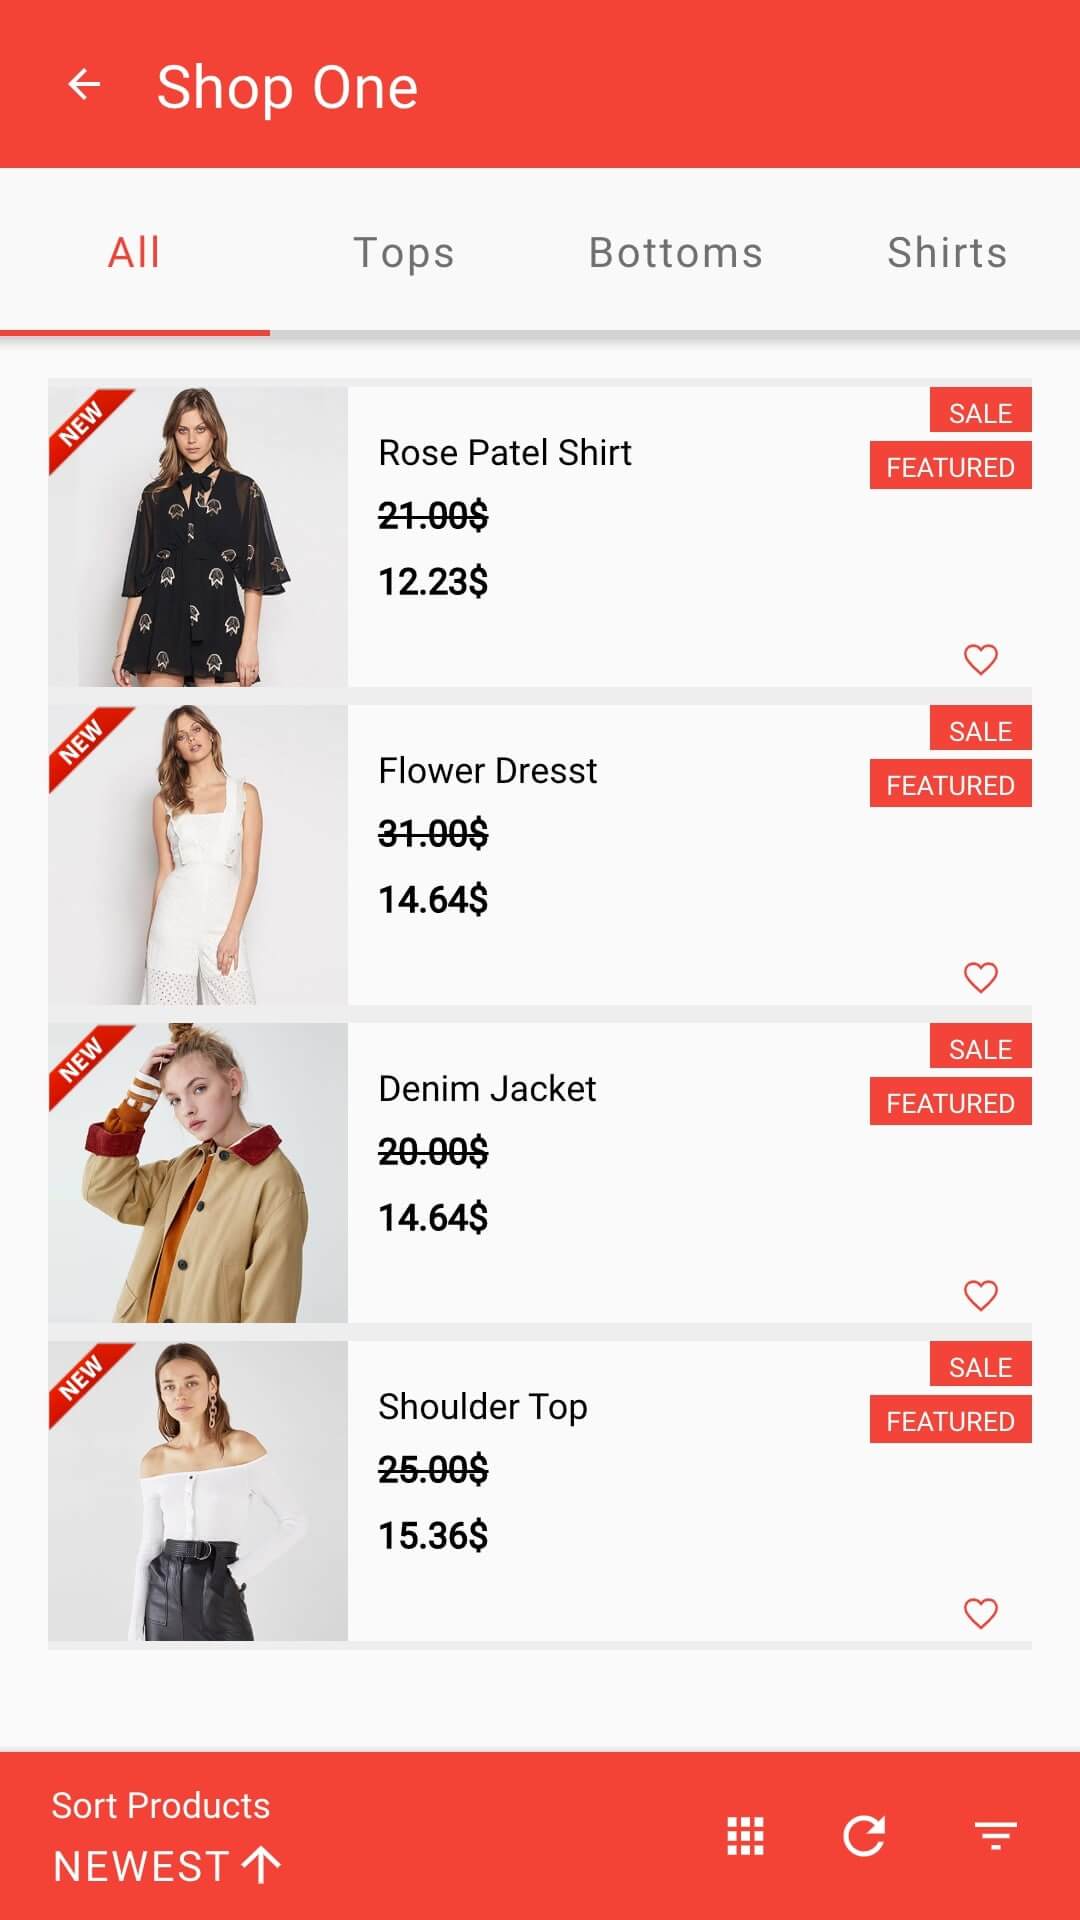 Shop One
All Tops Bottoms Shirts
NEW
SALE
Rose Patel Shirt
FEATURED
21.00$
12.23$
NEW
SALE
Flower Dresst
FEATURED
31.00$
14.64$
NEW
SALE
Denim Jacket
FEATURED
20.00$
14.64$
NEW
SALE
Shoulder Top
FEATURED
25.00$
15.36$
Sort Products
NEWEST